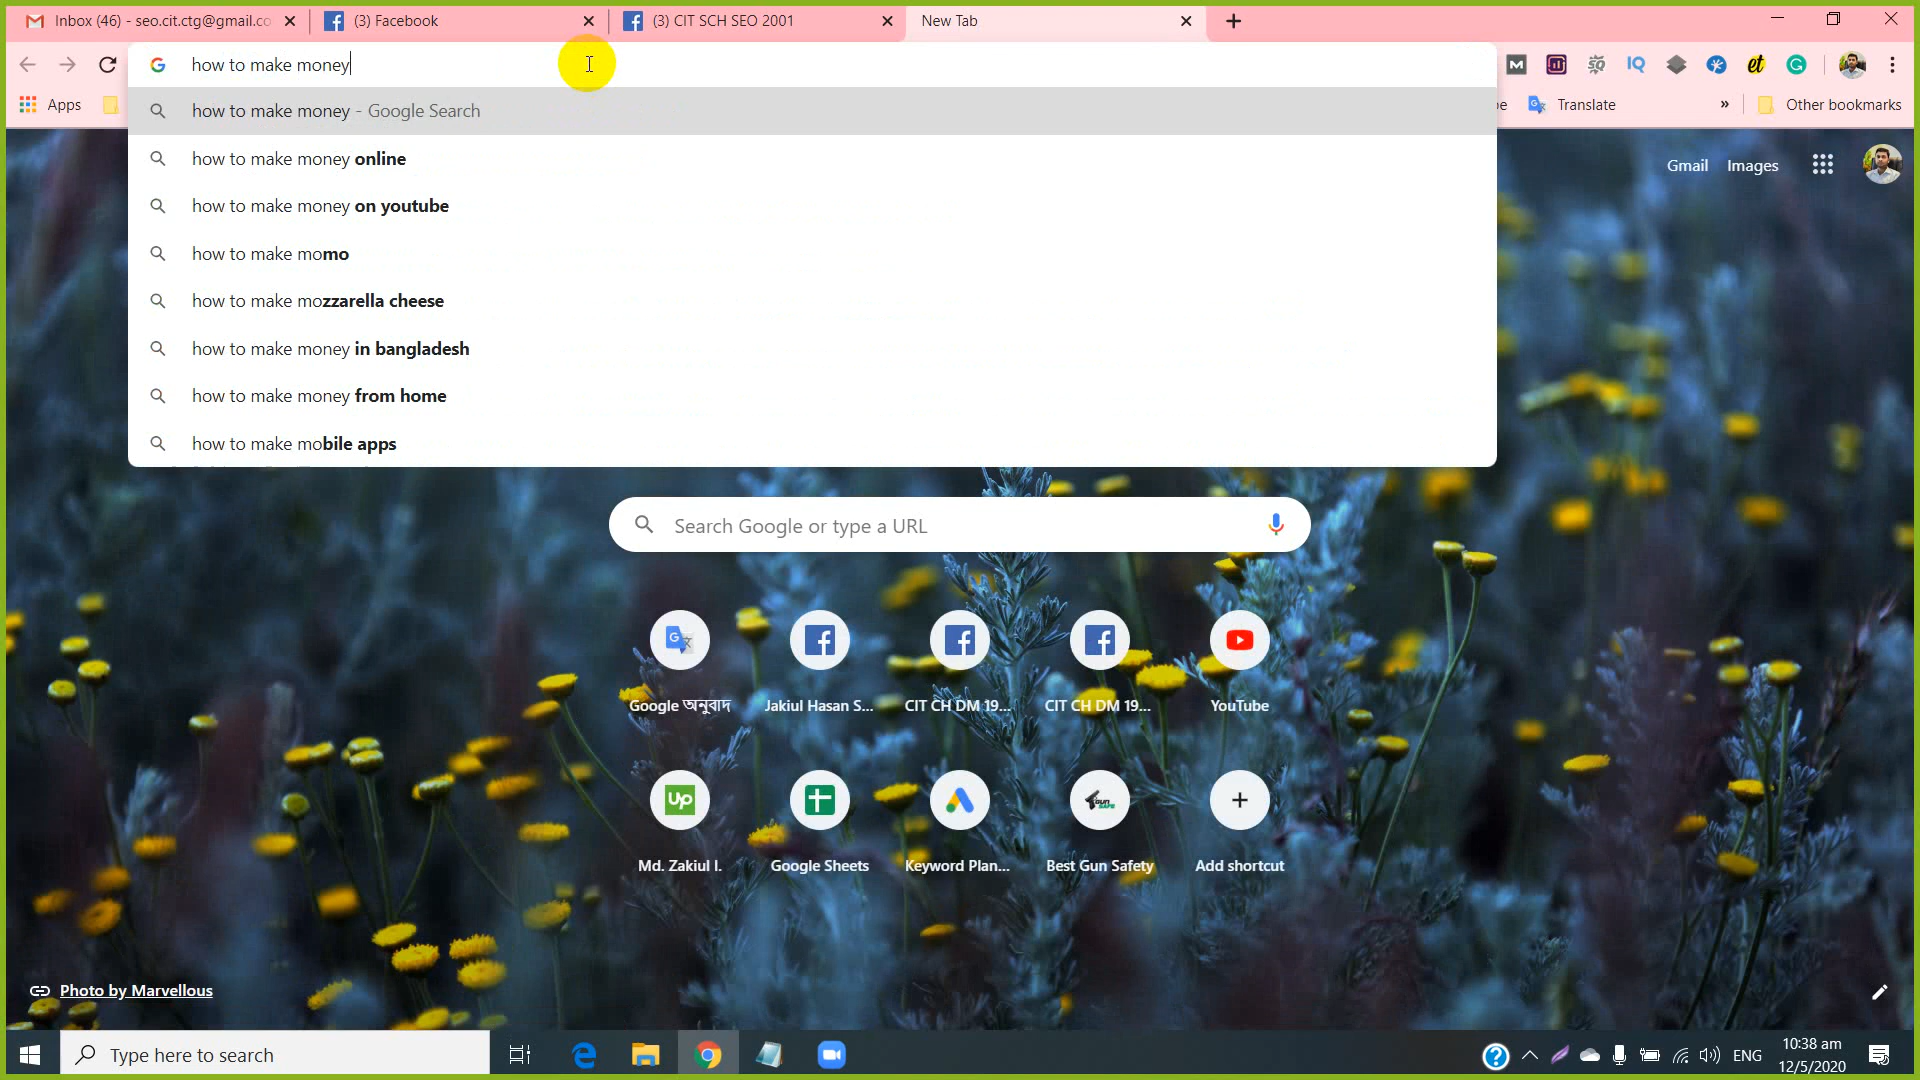 Inbox (46) - seo.cit.ctg@gmail.co
(3) Facebook
(3) CIT SCH SEO 2001
New Tab
how to make money
Apps
Translate
»
Other bookmarks
how to make money - Google Search
how to make money online
how to make money on youtube
how to make momo
how to make mozzarella cheese
how to make money in bangladesh
how to make money from home
how to make mobile apps
Gmail Images
Search Google or type a URL
Google অনুবাদ
Jakiul Hasan S...
CIT CH DM 19...
CIT CH DM 19...
YouTube
Up
Md. Zakiul I.
Google Sheets
Keyword Plan...
Best Gun Safety
Add shortcut
Photo by Marvellous
Type here to search
ENG
10:38 am
12/5/2020